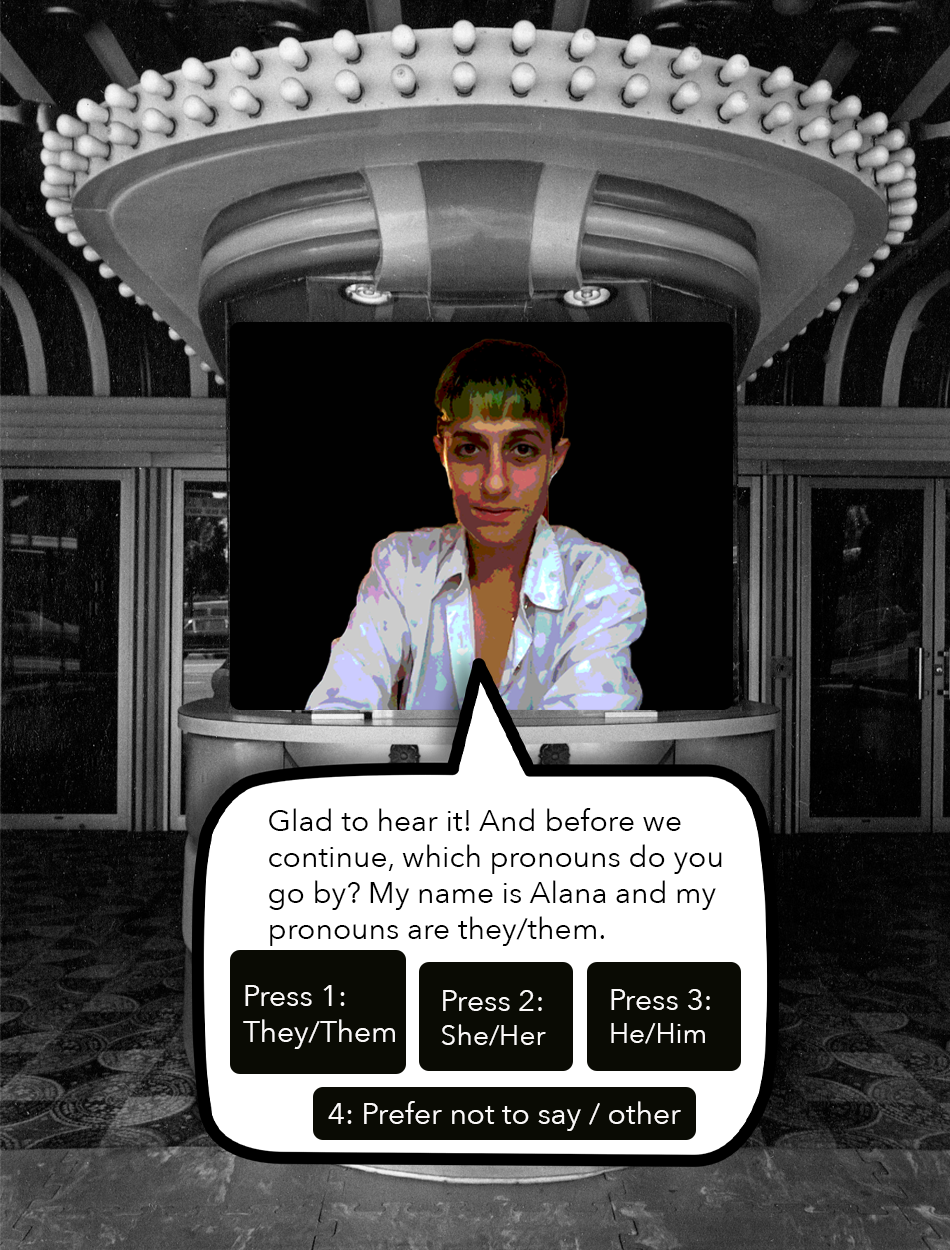 Glad to hear it! And before we
continue, which pronouns do you
go by? My name is Alana and my
pronouns are they/them.
Press 1:
They/Them
Press 2:
She/Her
Press 3:
He/Him
4: Prefer not to say / other